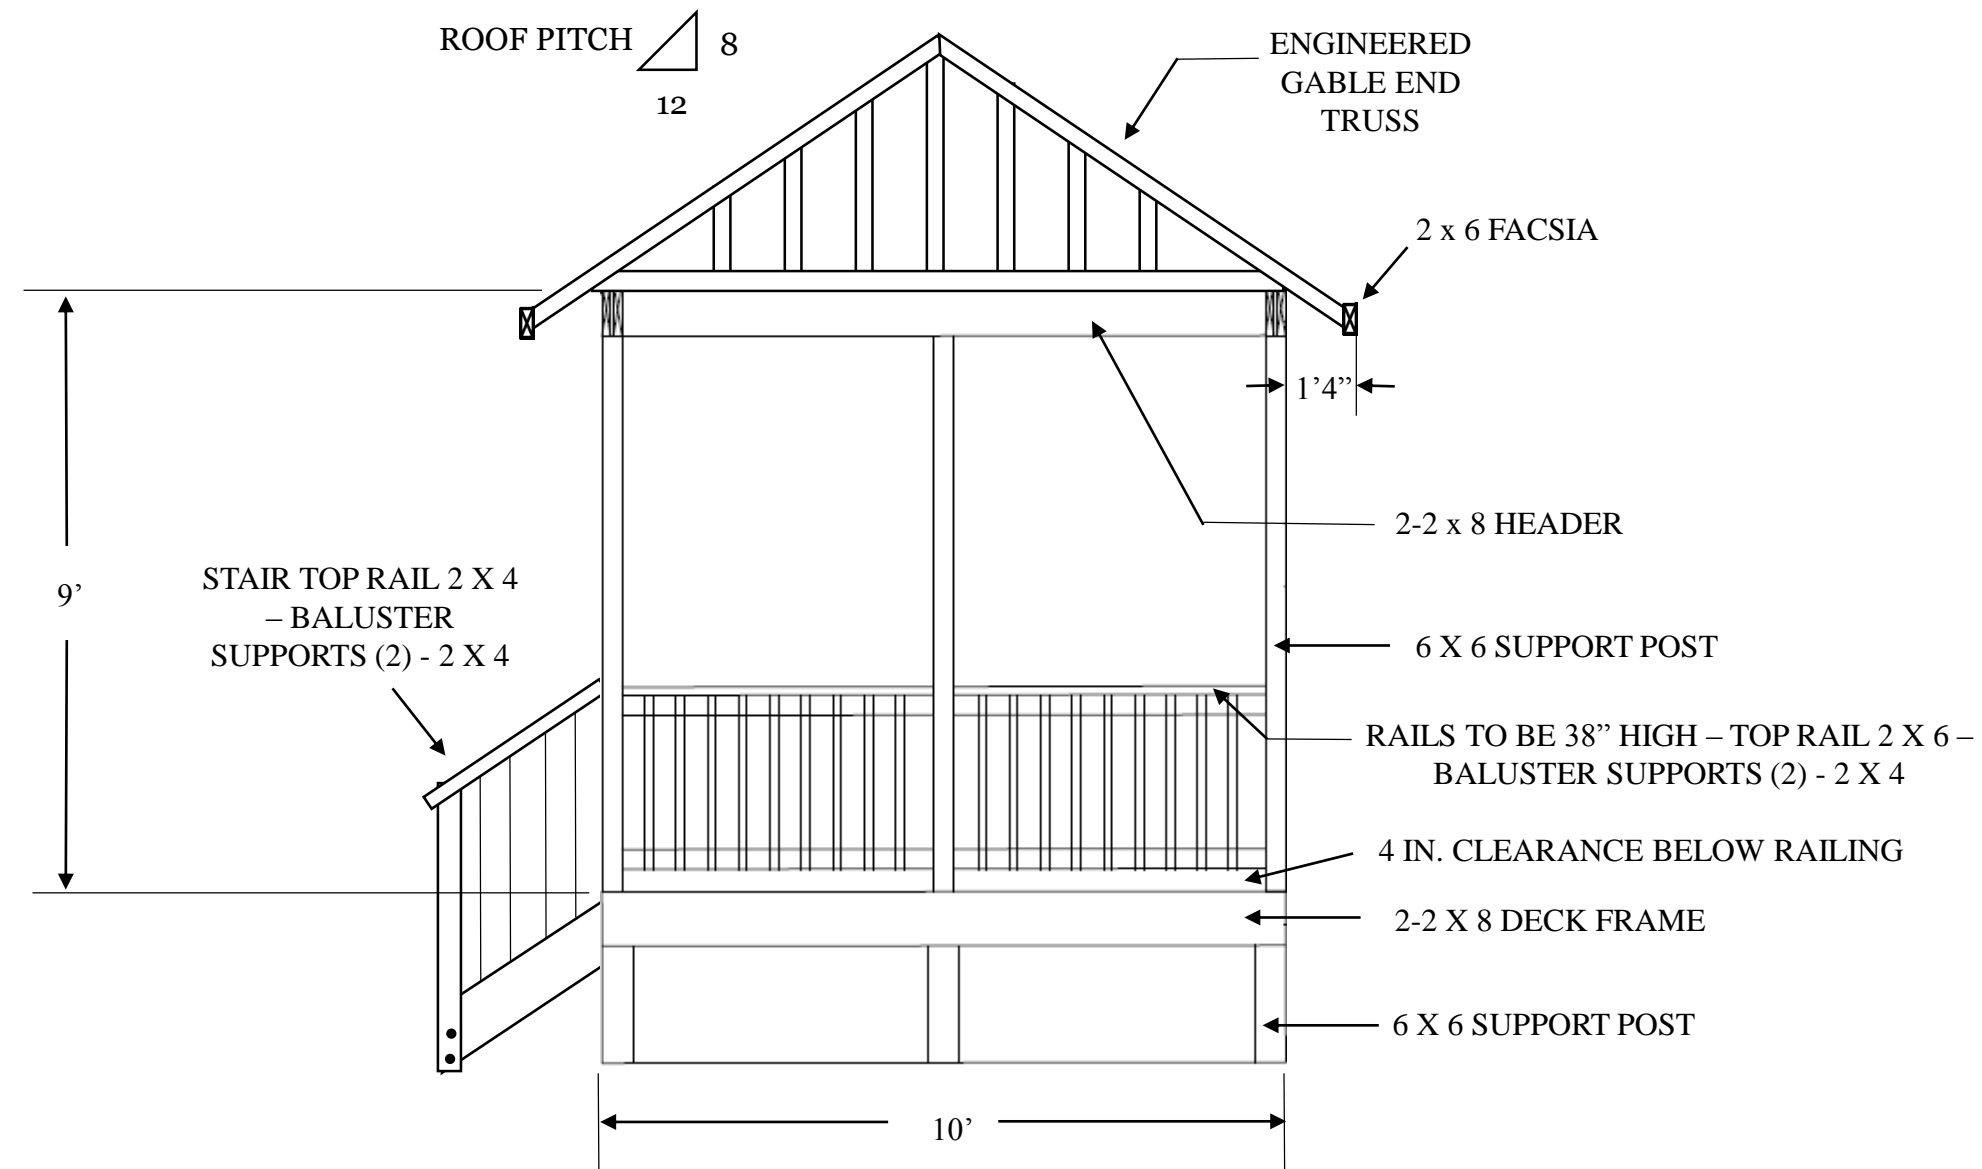 ROOF PITCH
8
12
ENGINEERED
GABLE END
TRUSS
2 x 6 FACSIA
1’4”
2-2 x 8 HEADER
9’
STAIR TOP RAIL 2 X 4
– BALUSTER
SUPPORTS (2) - 2 X 4
6 X 6 SUPPORT POST
RAILS TO BE 38” HIGH – TOP RAIL 2 X 6 –
BALUSTER SUPPORTS (2) - 2 X 4
4 IN. CLEARANCE BELOW RAILING
2-2 X 8 DECK FRAME
6 X 6 SUPPORT POST
10’